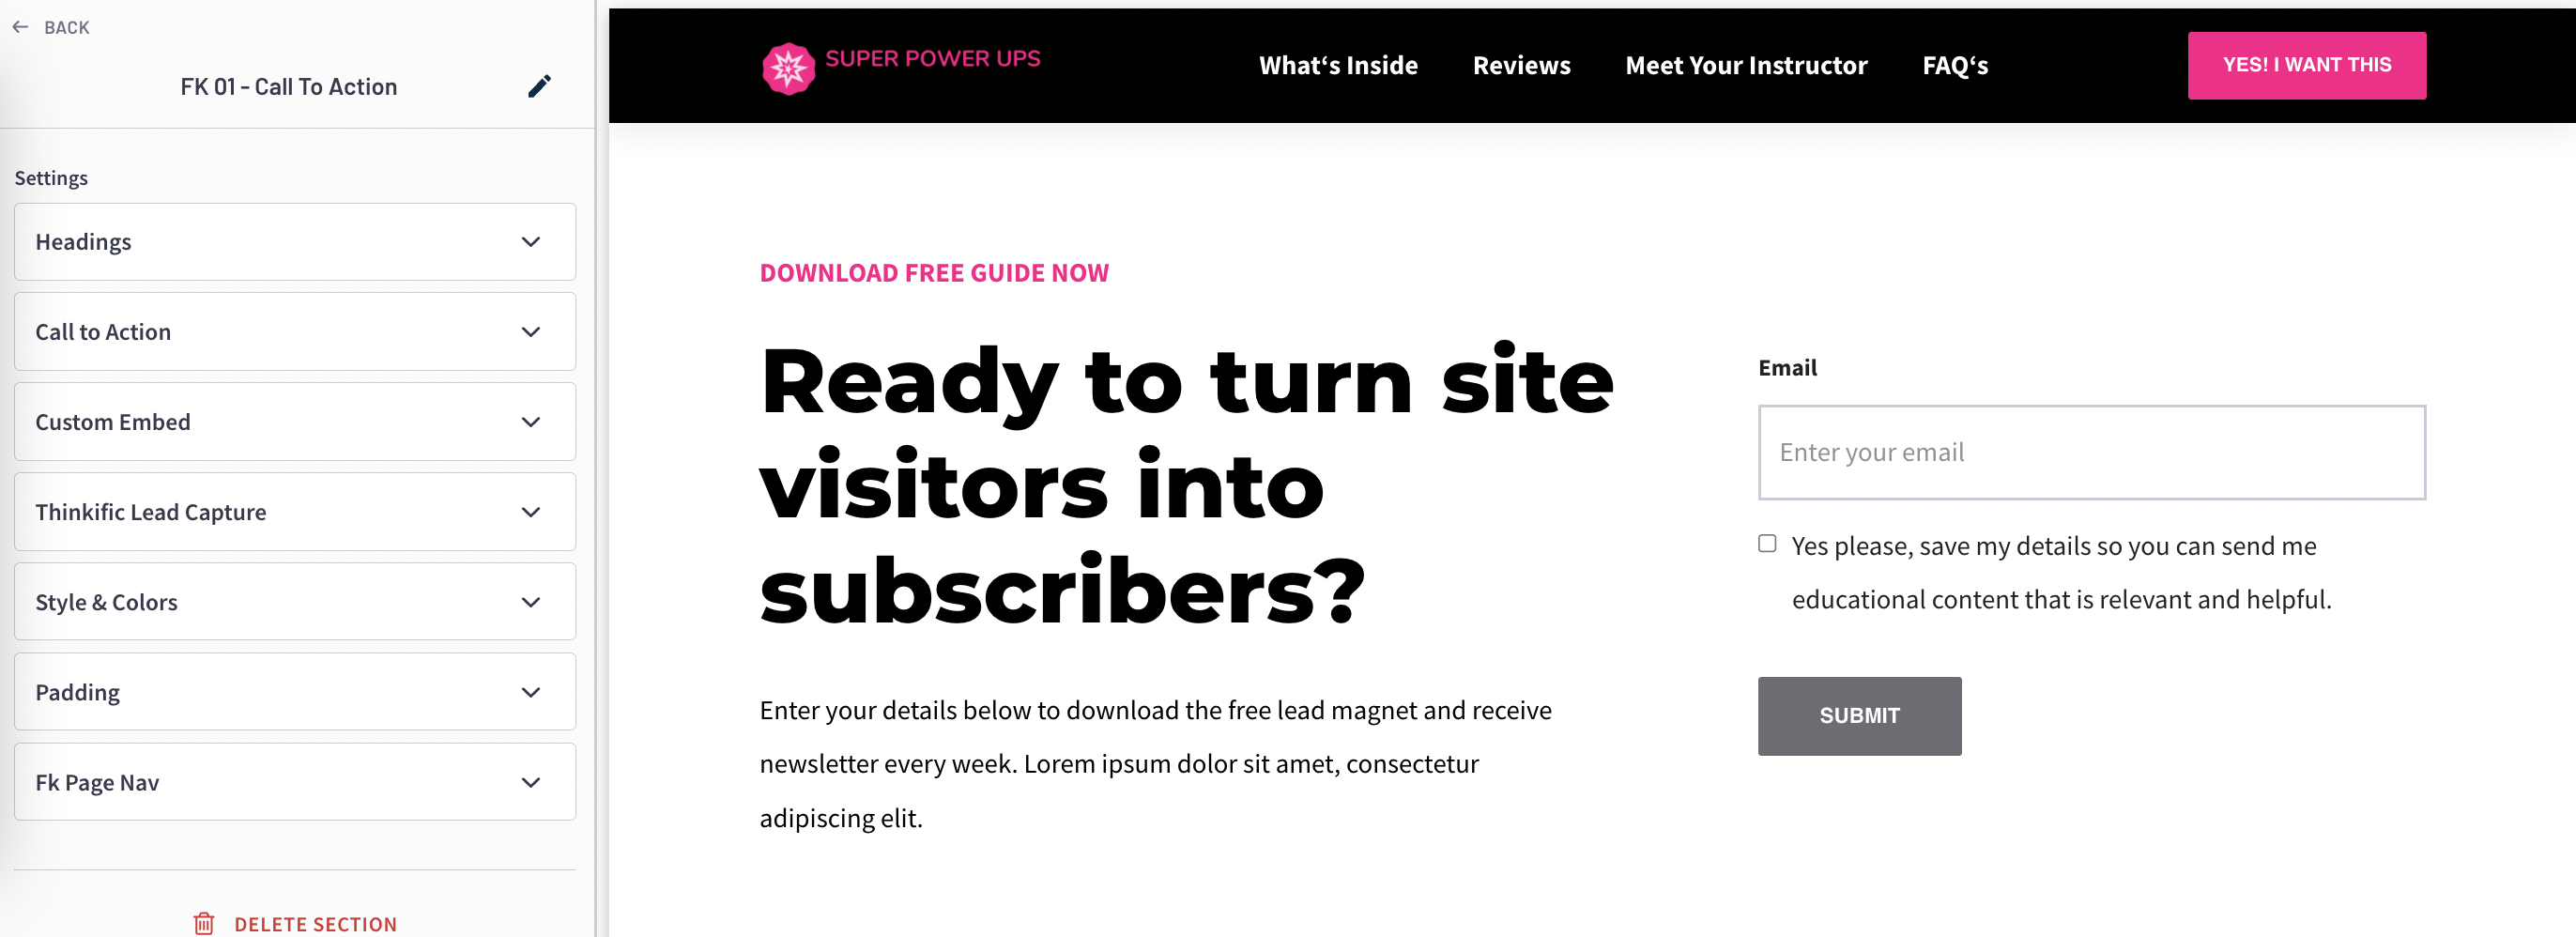 BACK
FK 01 - Call To Action
Settings
Headings
Call to Action
Custom Embed
Thinkific Lead Capture
Style & Colors
Padding
Fk Page Nav
DELETE SECTION
SUPER POWER UPS
What‘s Inside
Reviews
Meet Your Instructor
FAQ‘s
YES! I WANT THIS
DOWNLOAD FREE GUIDE NOW
Ready to turn site
visitors into
subscribers?
Enter your details below to download the free lead magnet and receive
newsletter every week. Lorem ipsum dolor sit amet, consectetur
adipiscing elit.
Email
Enter your email
Yes please, save my details so you can send me
educational content that is relevant and helpful.
SUBMIT